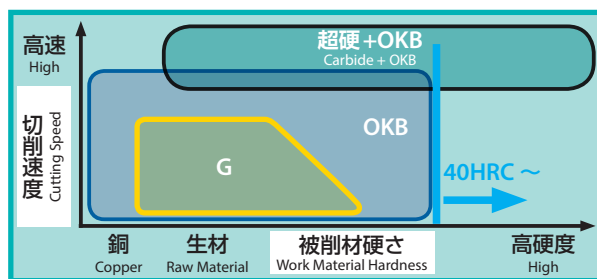 高速
High
超硬+OKB
Carbide + OKB
切削速度
Cutting Speed
OKB
G
40HRC ~
銅
Copper
生材
Raw Material
被削材硬さ
Work Material Hardness
高硬度
High